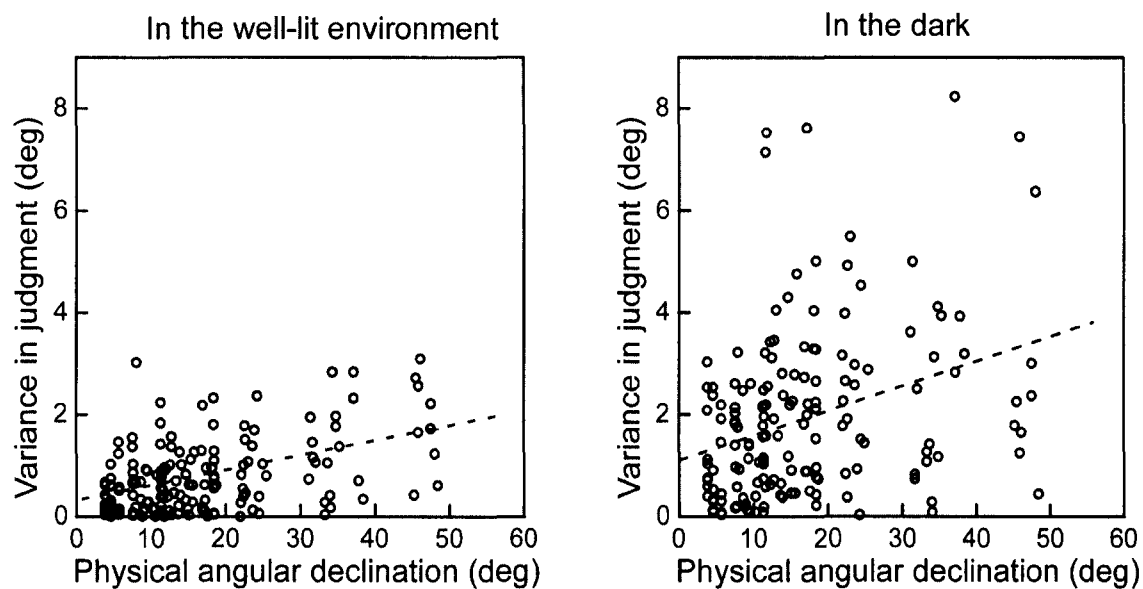 In the well-lit environment
Variance in judgment (deg)
8
6
4
2
0
0 10 20 30 40 50 60
Physical angular declination (deg)
In the dark
Variance in judgment (deg)
8
6
4
2
0
0 10 20 30 40 50 60
Physical angular declination (deg)